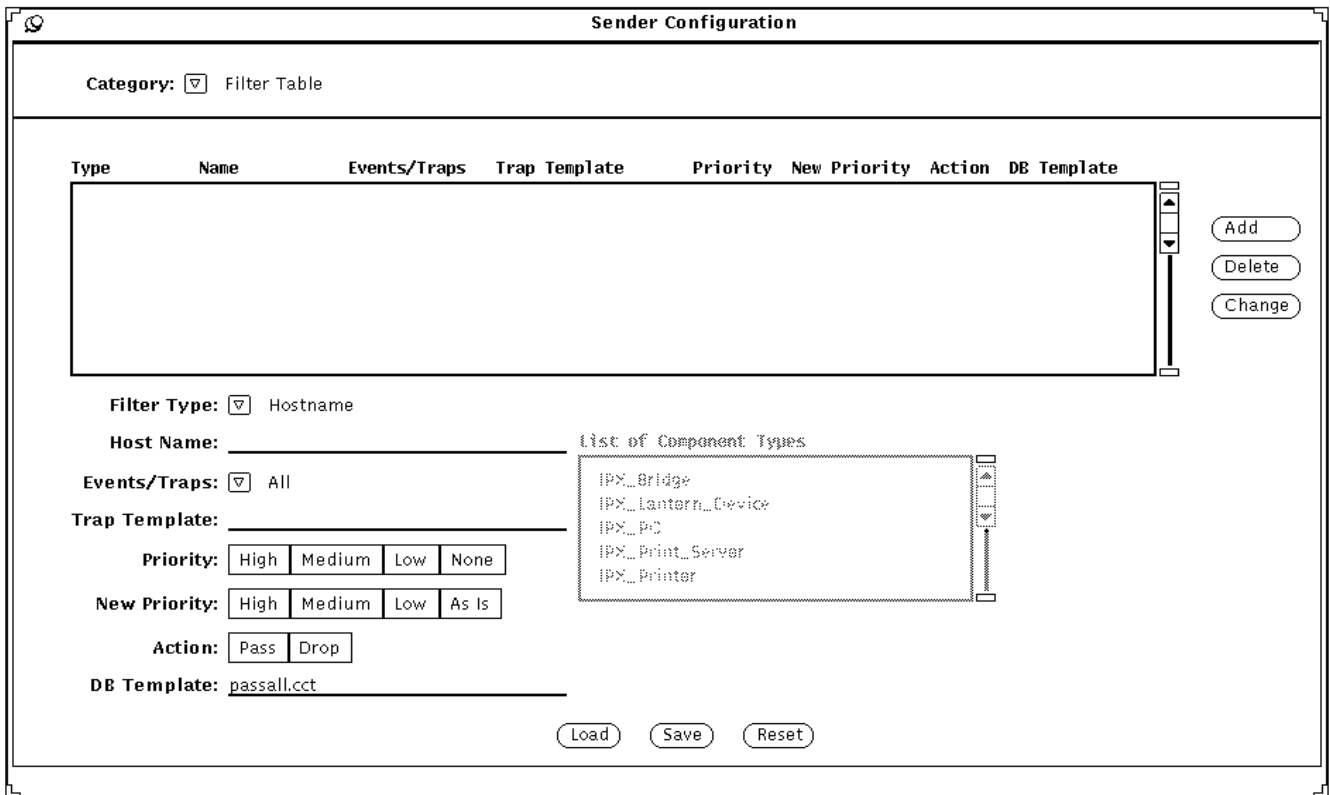 Sender Configuration
Category: Filter Table
Type Name Events/Traps Trap Template Priority New Priority Action DB Template
Add
Delete
Change
Filter Type: Hostname
Host Name:
List of Component Types
Events/Traps: All
IPX_Bridge
IPX_Lantern_Device
Trap Template:
IPX_PC
Priority: High Medium Low None
IPX_Print_Server
IPX_Printer
New Priority: High Medium Low As Is
Action: Pass Drop
DB Template: passall.cct
Load Save Reset